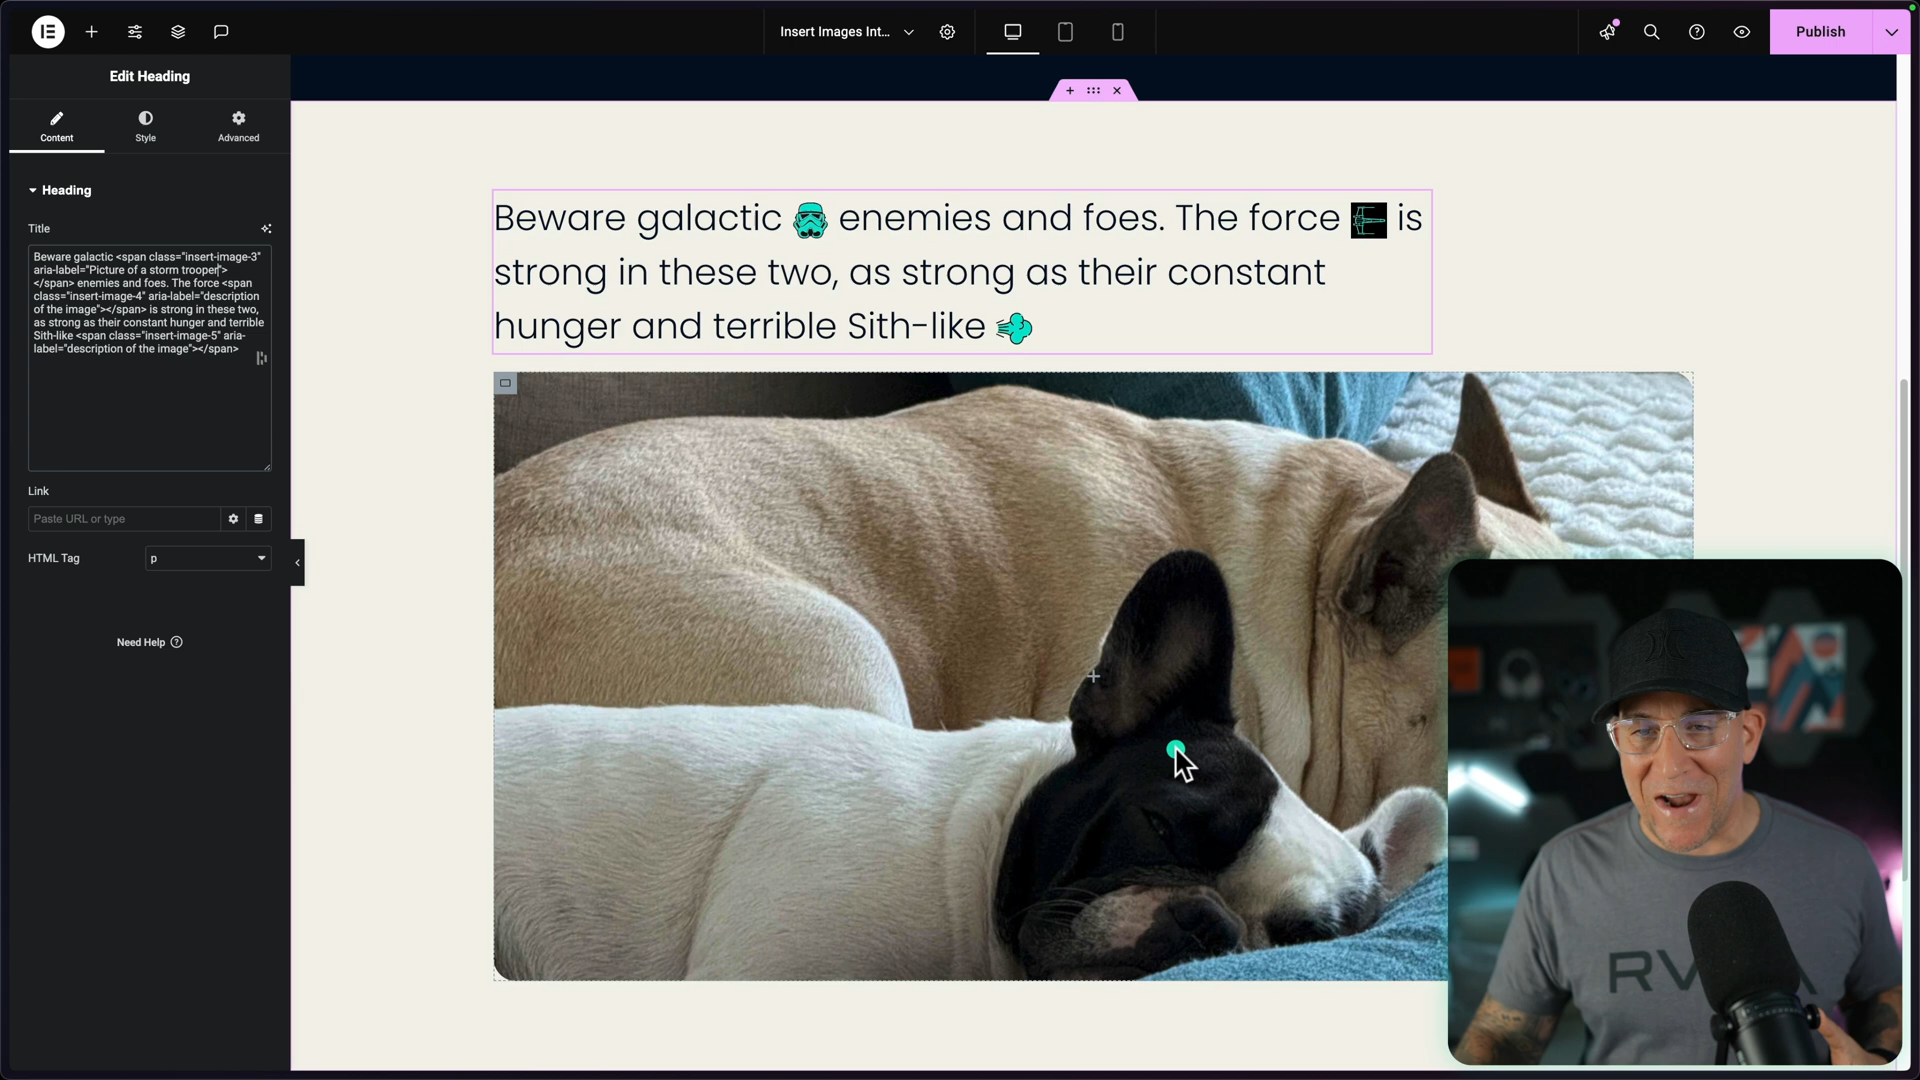 Insert Images Int...
Publish
Edit Heading
Content
Style
Advanced
Heading
Title
Beware galactic <span class="insert-image-3"
aria-label="Picture of a storm trooper">
</span> enemies and foes. The force <span
class="insert-image-4" aria-label="description
of the image"></span> is strong in these two,
as strong as their constant hunger and terrible
Sith-like <span class="insert-image-5" aria-
label="description of the image"></span>
Link
Paste URL or type
HTML Tag
p
Need Help
Beware galactic enemies and foes. The force is
strong in these two, as strong as their constant
hunger and terrible Sith-like